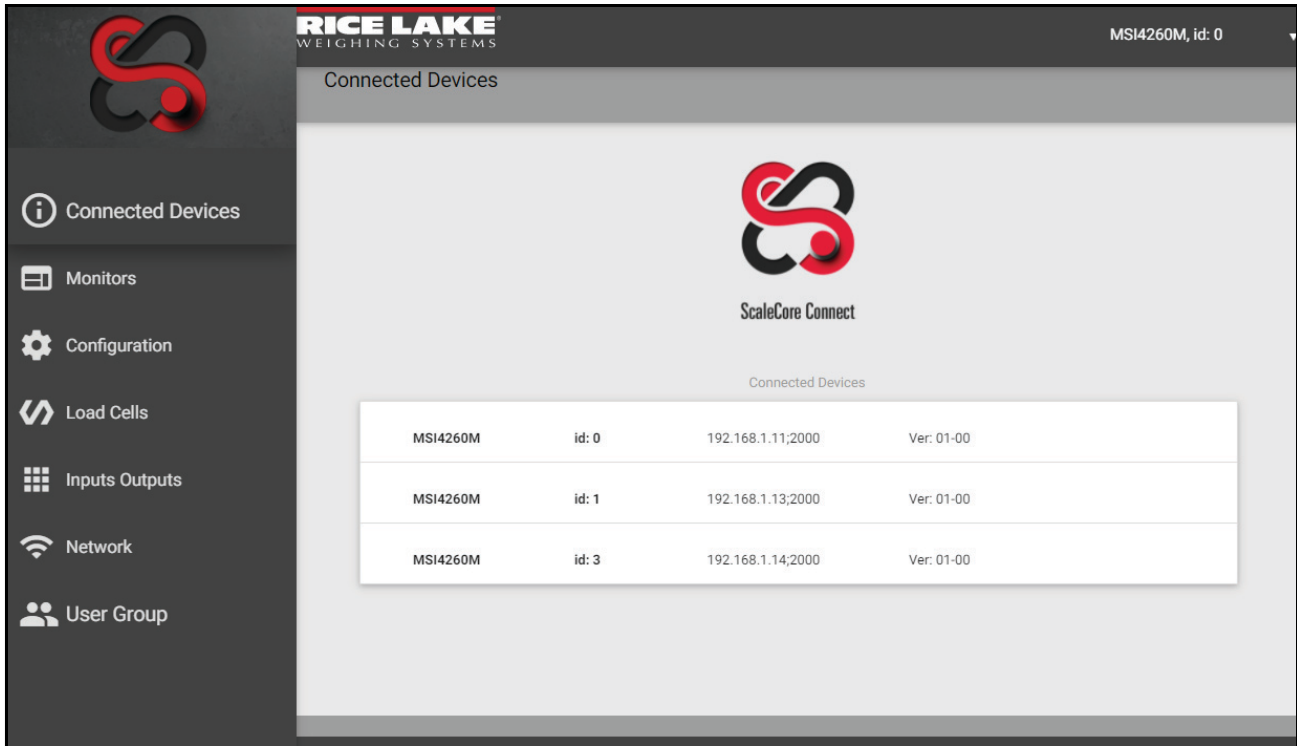 RICE LAKE®
WEIGHING SYSTEMS
MSI4260M, id: 0
Connected Devices
Connected Devices
Monitors
Configuration
Load Cells
Inputs Outputs
Network
User Group
ScaleCore Connect
Connected Devices
MSI4260M id: 0 192.168.1.11;2000 Ver: 01-00
MSI4260M id: 1 192.168.1.13;2000 Ver: 01-00
MSI4260M id: 3 192.168.1.14;2000 Ver: 01-00